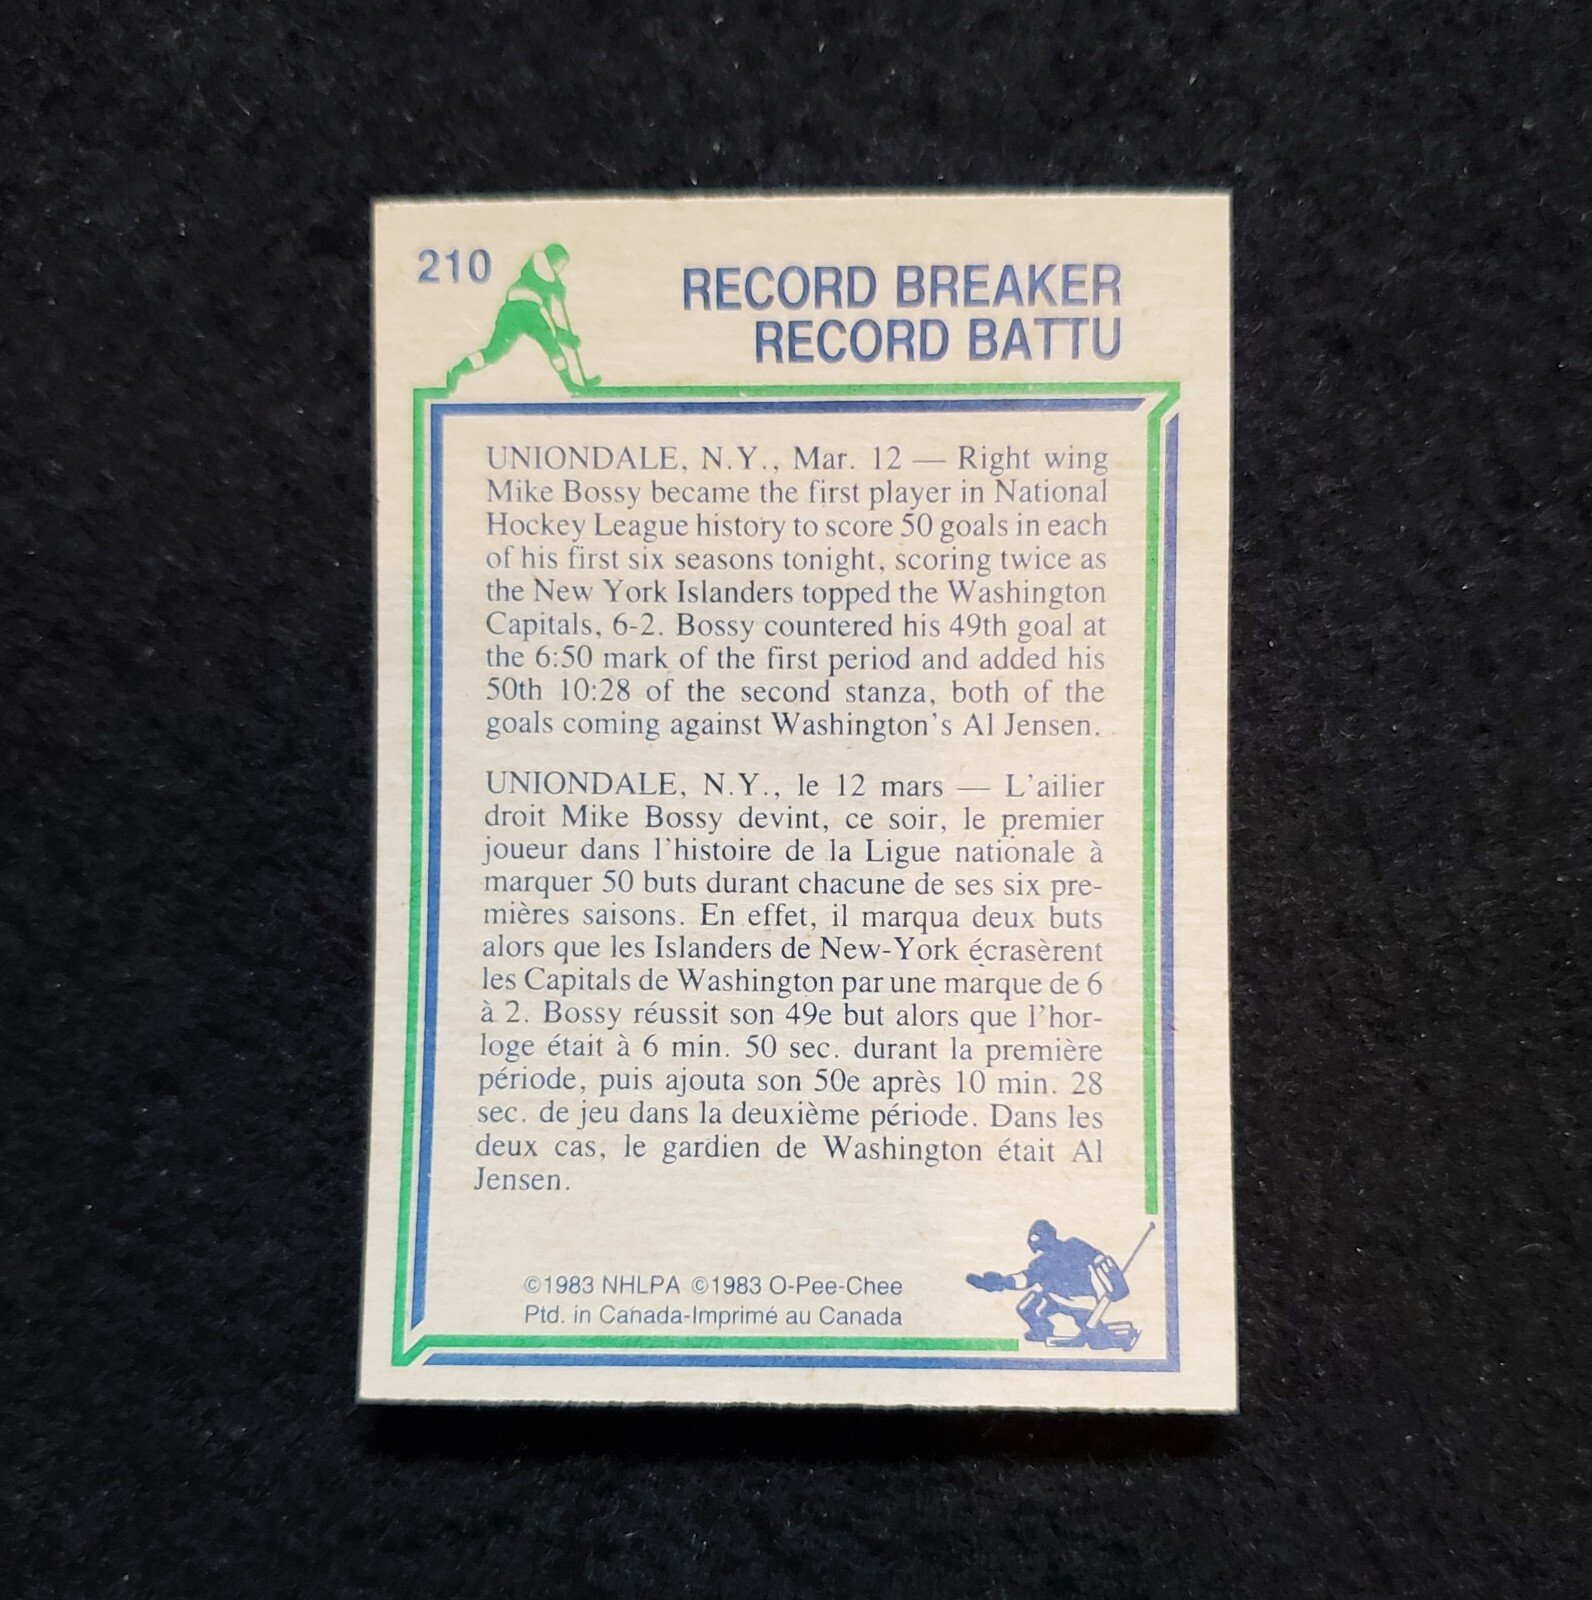 210
RECORD BREAKER
RECORD BATTU
UNIONDALE, N.Y., Mar. 12 — Right wing
Mike Bossy became the first player in National
Hockey League history to score 50 goals in each
of his first six seasons tonight, scoring twice as
the New York Islanders topped the Washington
Capitals, 6-2. Bossy countered his 49th goal at
the 6:50 mark of the first period and added his
50th 10:28 of the second stanza, both of the
goals coming against Washington's Al Jensen.
UNIONDALE, N.Y., le 12 mars — L'ailier
droit Mike Bossy devint, ce soir, le premier
joueur dans l'histoire de la Ligue nationale à
marquer 50 buts durant chacune de ses six pre-
mières saisons. En effet, il marqua deux buts
alors que les Islanders de New-York écrasèrent
les Capitals de Washington par une marque de 6
à 2. Bossy réussit son 49e but alors que l'hor-
loge était à 6 min. 50 sec. durant la première
période, puis ajouta son 50e après 10 min. 28
sec. de jeu dans la deuxième période. Dans les
deux cas, le gardien de Washington était Al
Jensen.
©1983 NHLPA ©1983 O-Pee-Chee
Ptd. in Canada-Imprimé au Canada